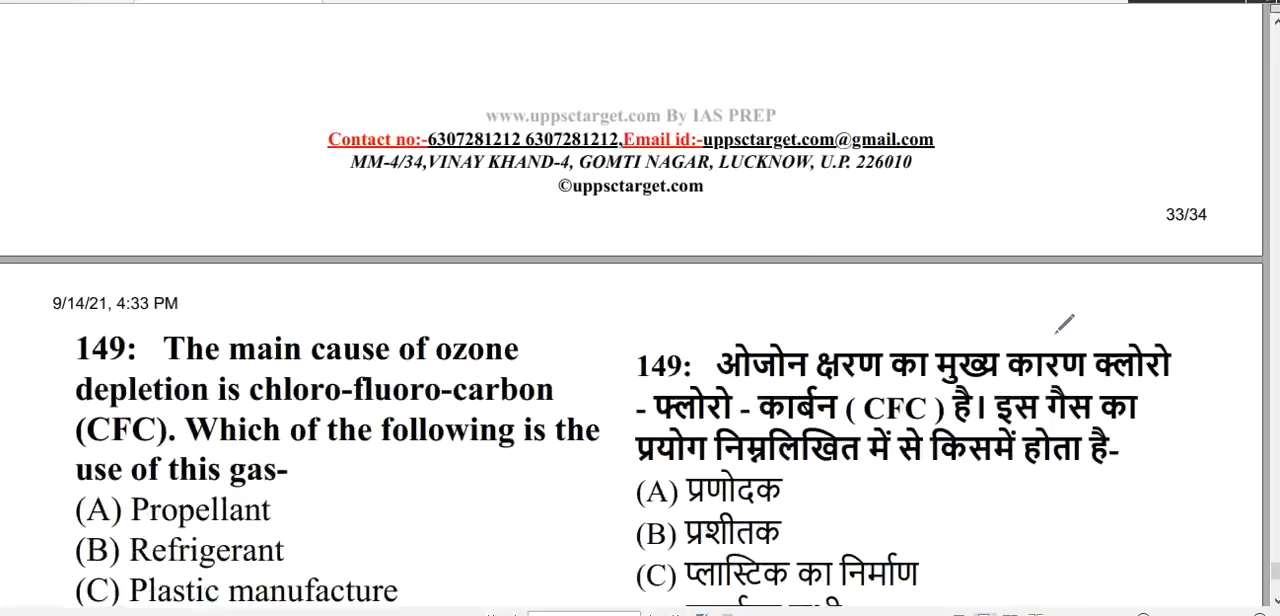 www.uppsctarget.com By IAS PREP
Contact no:-6307281212 6307281212,Email id:-uppsctarget.com@gmail.com
MM-4/34,VINAY KHAND-4, GOMTI NAGAR, LUCKNOW, U.P. 226010
©uppsctarget.com
33/34
9/14/21, 4:33 PM
149: The main cause of ozone
depletion is chloro-fluoro-carbon
(CFC). Which of the following is the
use of this gas-
(A) Propellant
(B) Refrigerant
(C) Plastic manufacture
149: ओजोन क्षरण का मुख्य कारण क्लोरो
- फ्लोरो - कार्बन ( CFC ) है। इस गैस का
प्रयोग निम्नलिखित में से किसमें होता है-
(A) प्रणोदक
(B) प्रशीतक
(C) प्लास्टिक का निर्माण